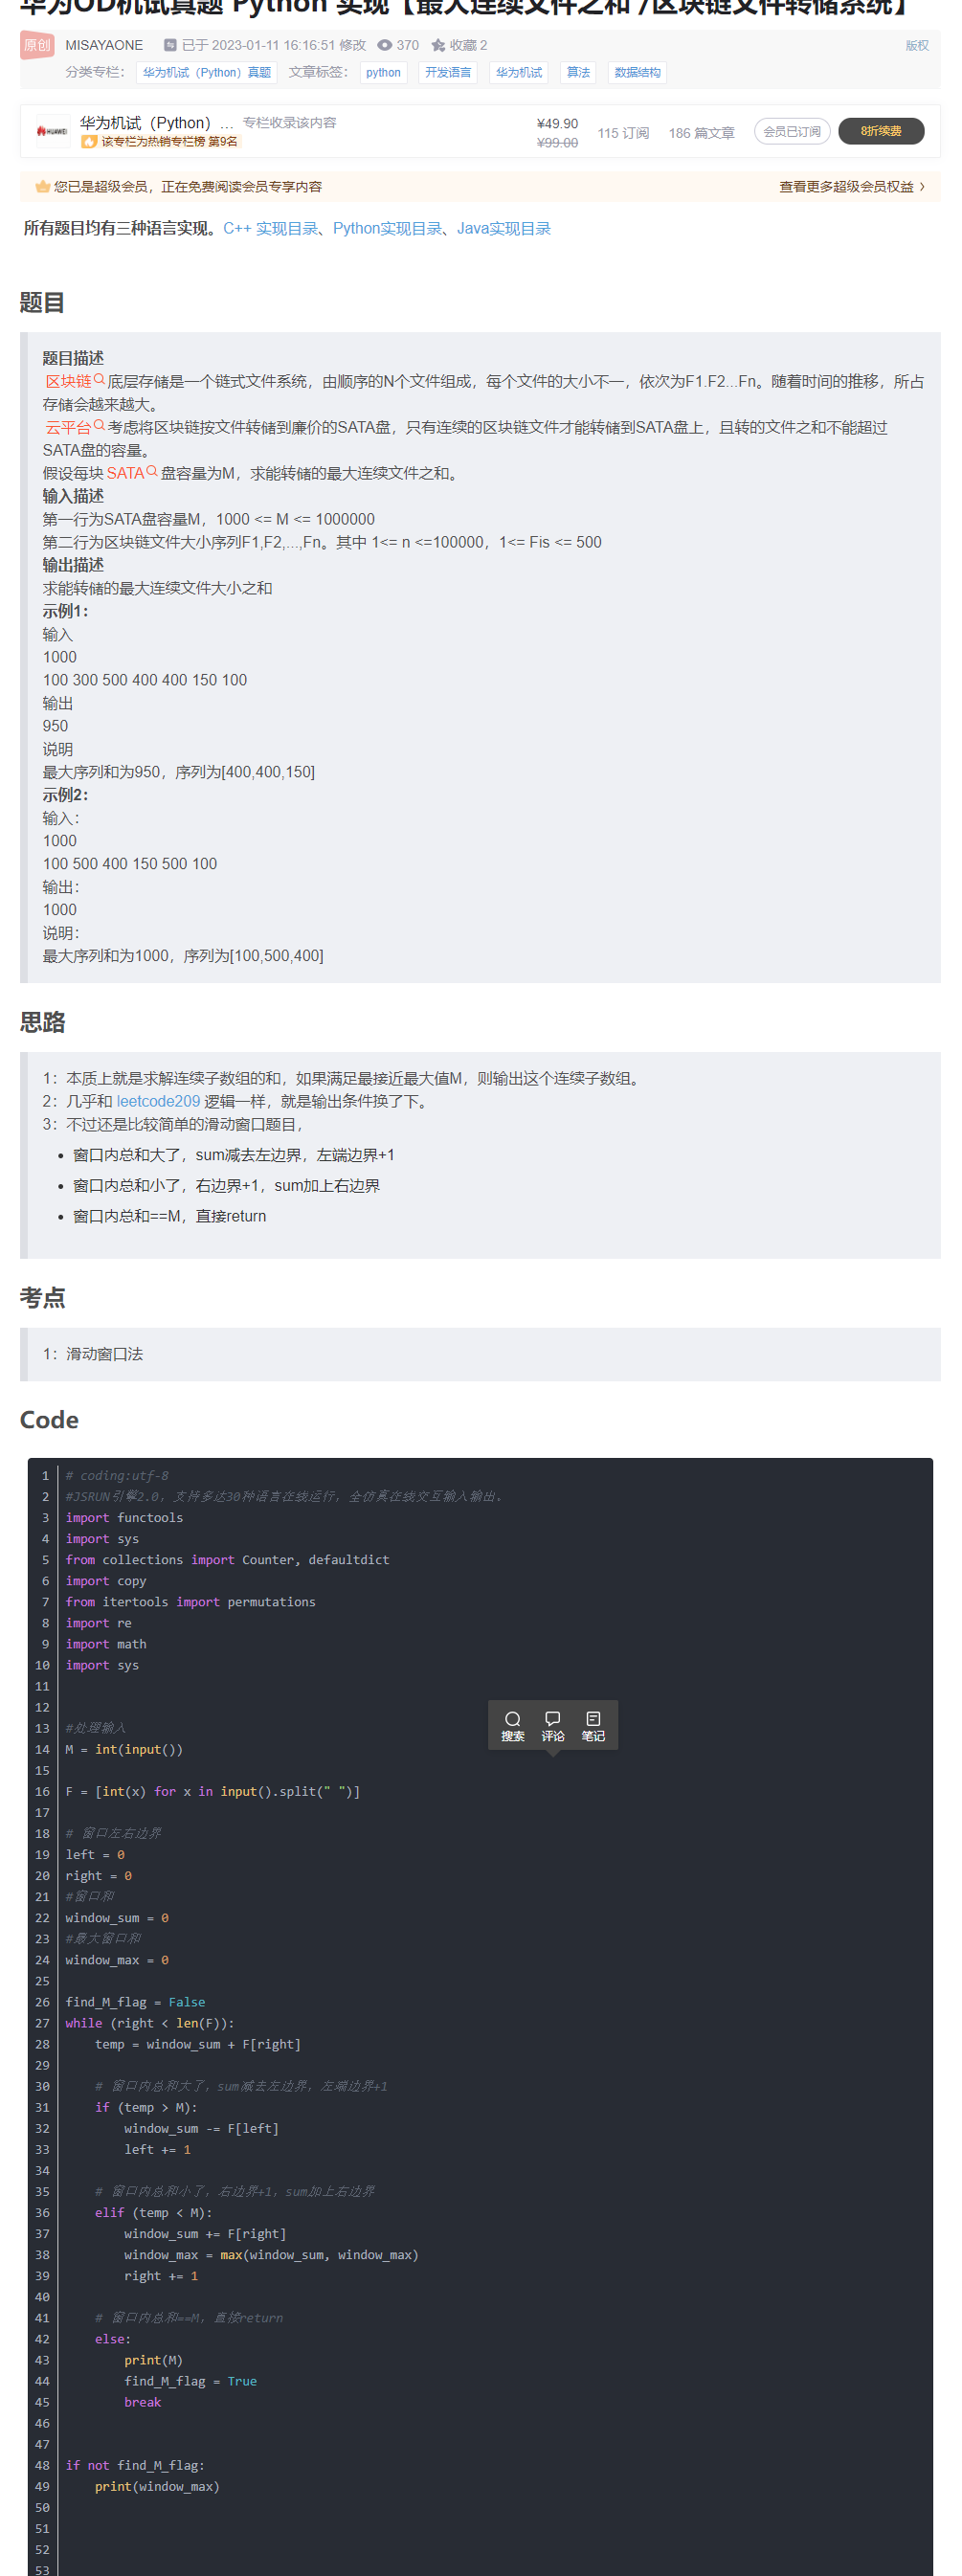 华为OD机试真题 Python 实现【最大连续文件之和 /区块链文件转储系统】
原创 MISAYAONE 已于 2023-01-11 16:16:51 修改 370 收藏 2 版权
分类专栏： 华为机试（Python）真题 文章标签： python 开发语言 华为机试 算法 数据结构
HUAWEI 华为机试（Python）... 专栏收录该内容
该专栏为热销专栏榜 第9名
¥49.90
¥99.00
115 订阅 186 篇文章 会员已订阅 8折续费
您已是超级会员，正在免费阅读会员专享内容 查看更多超级会员权益 ›
所有题目均有三种语言实现。C++ 实现目录、Python实现目录、Java实现目录
题目
题目描述
区块链底层存储是一个链式文件系统，由顺序的N个文件组成，每个文件的大小不一，依次为F1.F2...Fn。随着时间的推移，所占
存储会越来越大。
云平台考虑将区块链按文件转储到廉价的SATA盘，只有连续的区块链文件才能转储到SATA盘上，且转的文件之和不能超过
SATA盘的容量。
假设每块 SATA 盘容量为M，求能转储的最大连续文件之和。
输入描述
第一行为SATA盘容量M，1000 <= M <= 1000000
第二行为区块链文件大小序列F1,F2,...,Fn。其中 1<= n <=100000，1<= Fis <= 500
输出描述
求能转储的最大连续文件大小之和
示例1：
输入
1000
100 300 500 400 400 150 100
输出
950
说明
最大序列和为950，序列为[400,400,150]
示例2：
输入：
1000
100 500 400 150 500 100
输出：
1000
说明：
最大序列和为1000，序列为[100,500,400]
思路
1：本质上就是求解连续子数组的和，如果满足最接近最大值M，则输出这个连续子数组。
2：几乎和 leetcode209 逻辑一样，就是输出条件换了下。
3：不过还是比较简单的滑动窗口题目，
• 窗口内总和大了，sum减去左边界，左端边界+1
• 窗口内总和小了，右边界+1，sum加上右边界
• 窗口内总和==M，直接return
考点
1：滑动窗口法
Code
1 # coding:utf-8
2 #JSRUN引擎2.0，支持多达30种语言在线运行，全仿真在线交互输入输出。
3 import functools
4 import sys
5 from collections import Counter, defaultdict
6 import copy
7 from itertools import permutations
8 import re
9 import math
10 import sys
11
12
搜索 评论 笔记
13 #处理输入
14 M = int(input())
15
16 F = [int(x) for x in input().split(" ")]
17
18 # 窗口左右边界
19 left = 0
20 right = 0
21 #窗口和
22 window_sum = 0
23 #最大窗口和
24 window_max = 0
25
26 find_M_flag = False
27 while (right < len(F)):
28     temp = window_sum + F[right]
29
30     # 窗口内总和大了，sum减去左边界，左端边界+1
31     if (temp > M):
32         window_sum -= F[left]
33         left += 1
34
35     # 窗口内总和小了，右边界+1，sum加上右边界
36     elif (temp < M):
37         window_sum += F[right]
38         window_max = max(window_sum, window_max)
39         right += 1
40
41     # 窗口内总和==M，直接return
42     else:
43         print(M)
44         find_M_flag = True
45         break
46
47
48 if not find_M_flag:
49     print(window_max)
50
51
52
53